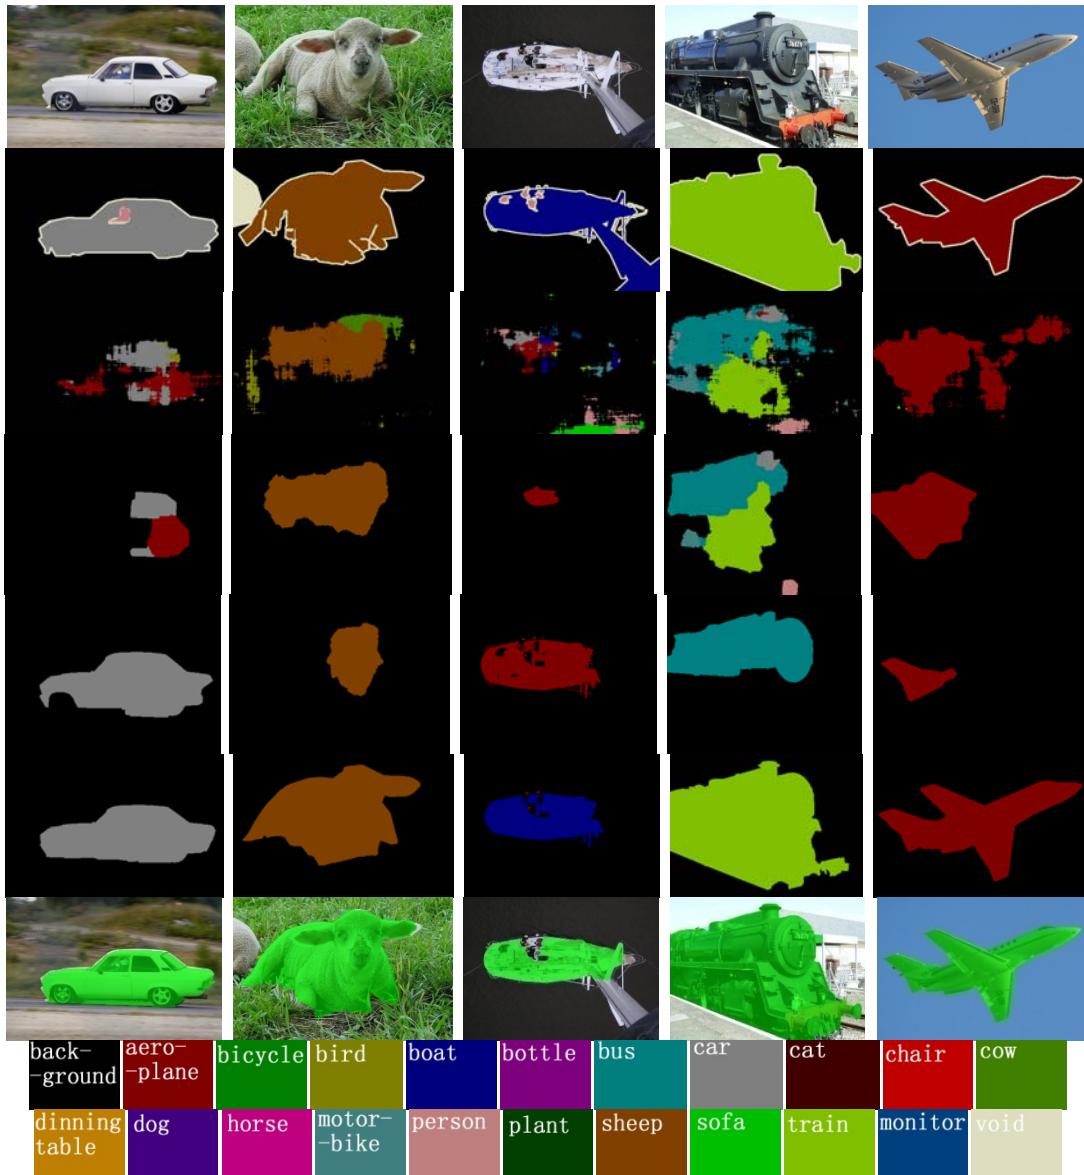 back- aero- bicycle bird boat bottle bus car cat chair cow
-ground -plane
dinning dog horse motor- person plant sheep sofa train monitor void
table -bike